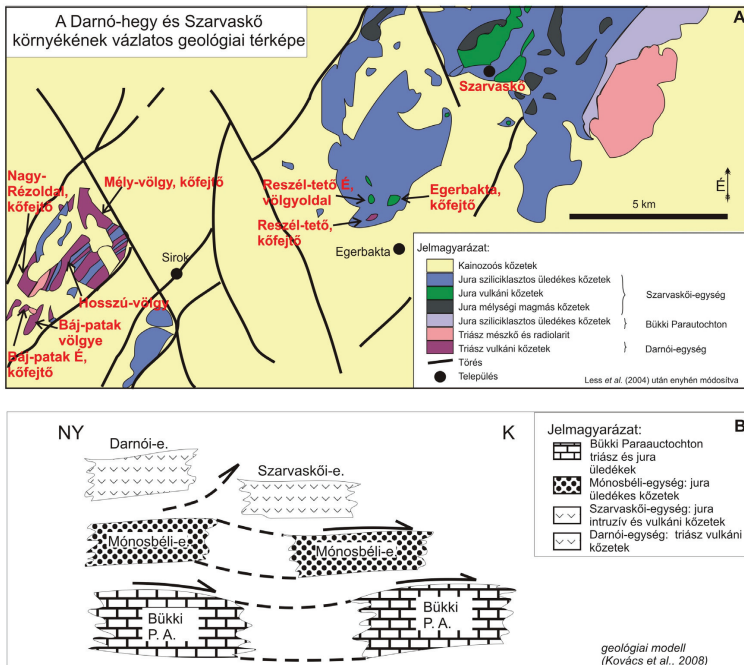 A Darnó-hegy és Szarvaskő
környékének vázlatos geológiai térképe
A
Szarvaskő
Nagy-
Rézoldal,
kőfejtő
Mély-völgy, kőfejtő
Reszél-tető É,
völgyoldal
Egerbakta,
kőfejtő
Reszél-tető,
kőfejtő
É
5 km
Egerbakta
Sirok
Hosszú-völgy
Báj-patak
völgye
Báj-patak É,
kőfejtő
Jelmagyarázat:
Kainozoós kőzetek
Jura sziliciklasztos üledékes kőzetek
Jura vulkáni kőzetek
Jura mélységi magmás kőzetek
Szarvaskői-egység
Jura sziliciklasztos üledékes kőzetek
Bükki Parautochton
Triász mészkő és radiolarit
Triász vulkáni kőzetek
Darnói-egység
Törés
Település
Less et al. (2004) után enyhén módosítva
B
NY
K
Darnói-e.
Szarvaskői-e.
Mónosbéli-e.
Mónosbéli-e.
Bükki
P. A.
Bükki
P. A.
Jelmagyarázat:
Bükki Paraauctochton
triász és jura
üledékek
Mónosbéli-egység: jura
üledékes kőzetek
Szarvaskői-egység: jura
intruzív és vulkáni kőzetek
Darnói-egység: triász vulkáni
kőzetek
geológiai modell
(Kovács et al., 2008)